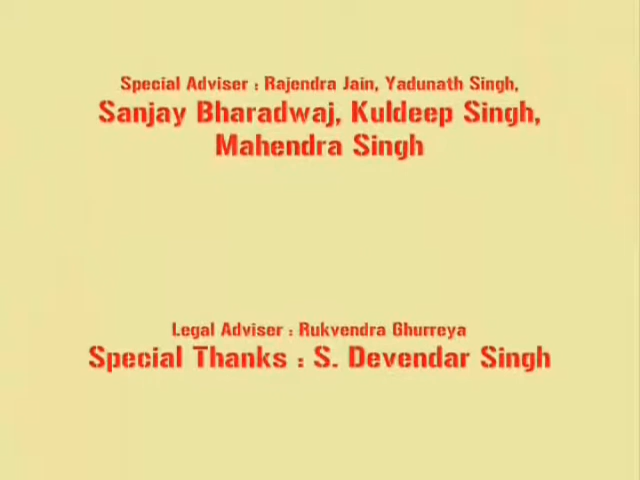 Special Adviser : Rajendra Jain, Yadunath Singh,
Sanjay Bharadwaj, Kuldeep Singh,
Mahendra Singh
Legal Adviser : Rukvendra Ghurreya
Special Thanks : S. Devendar Singh